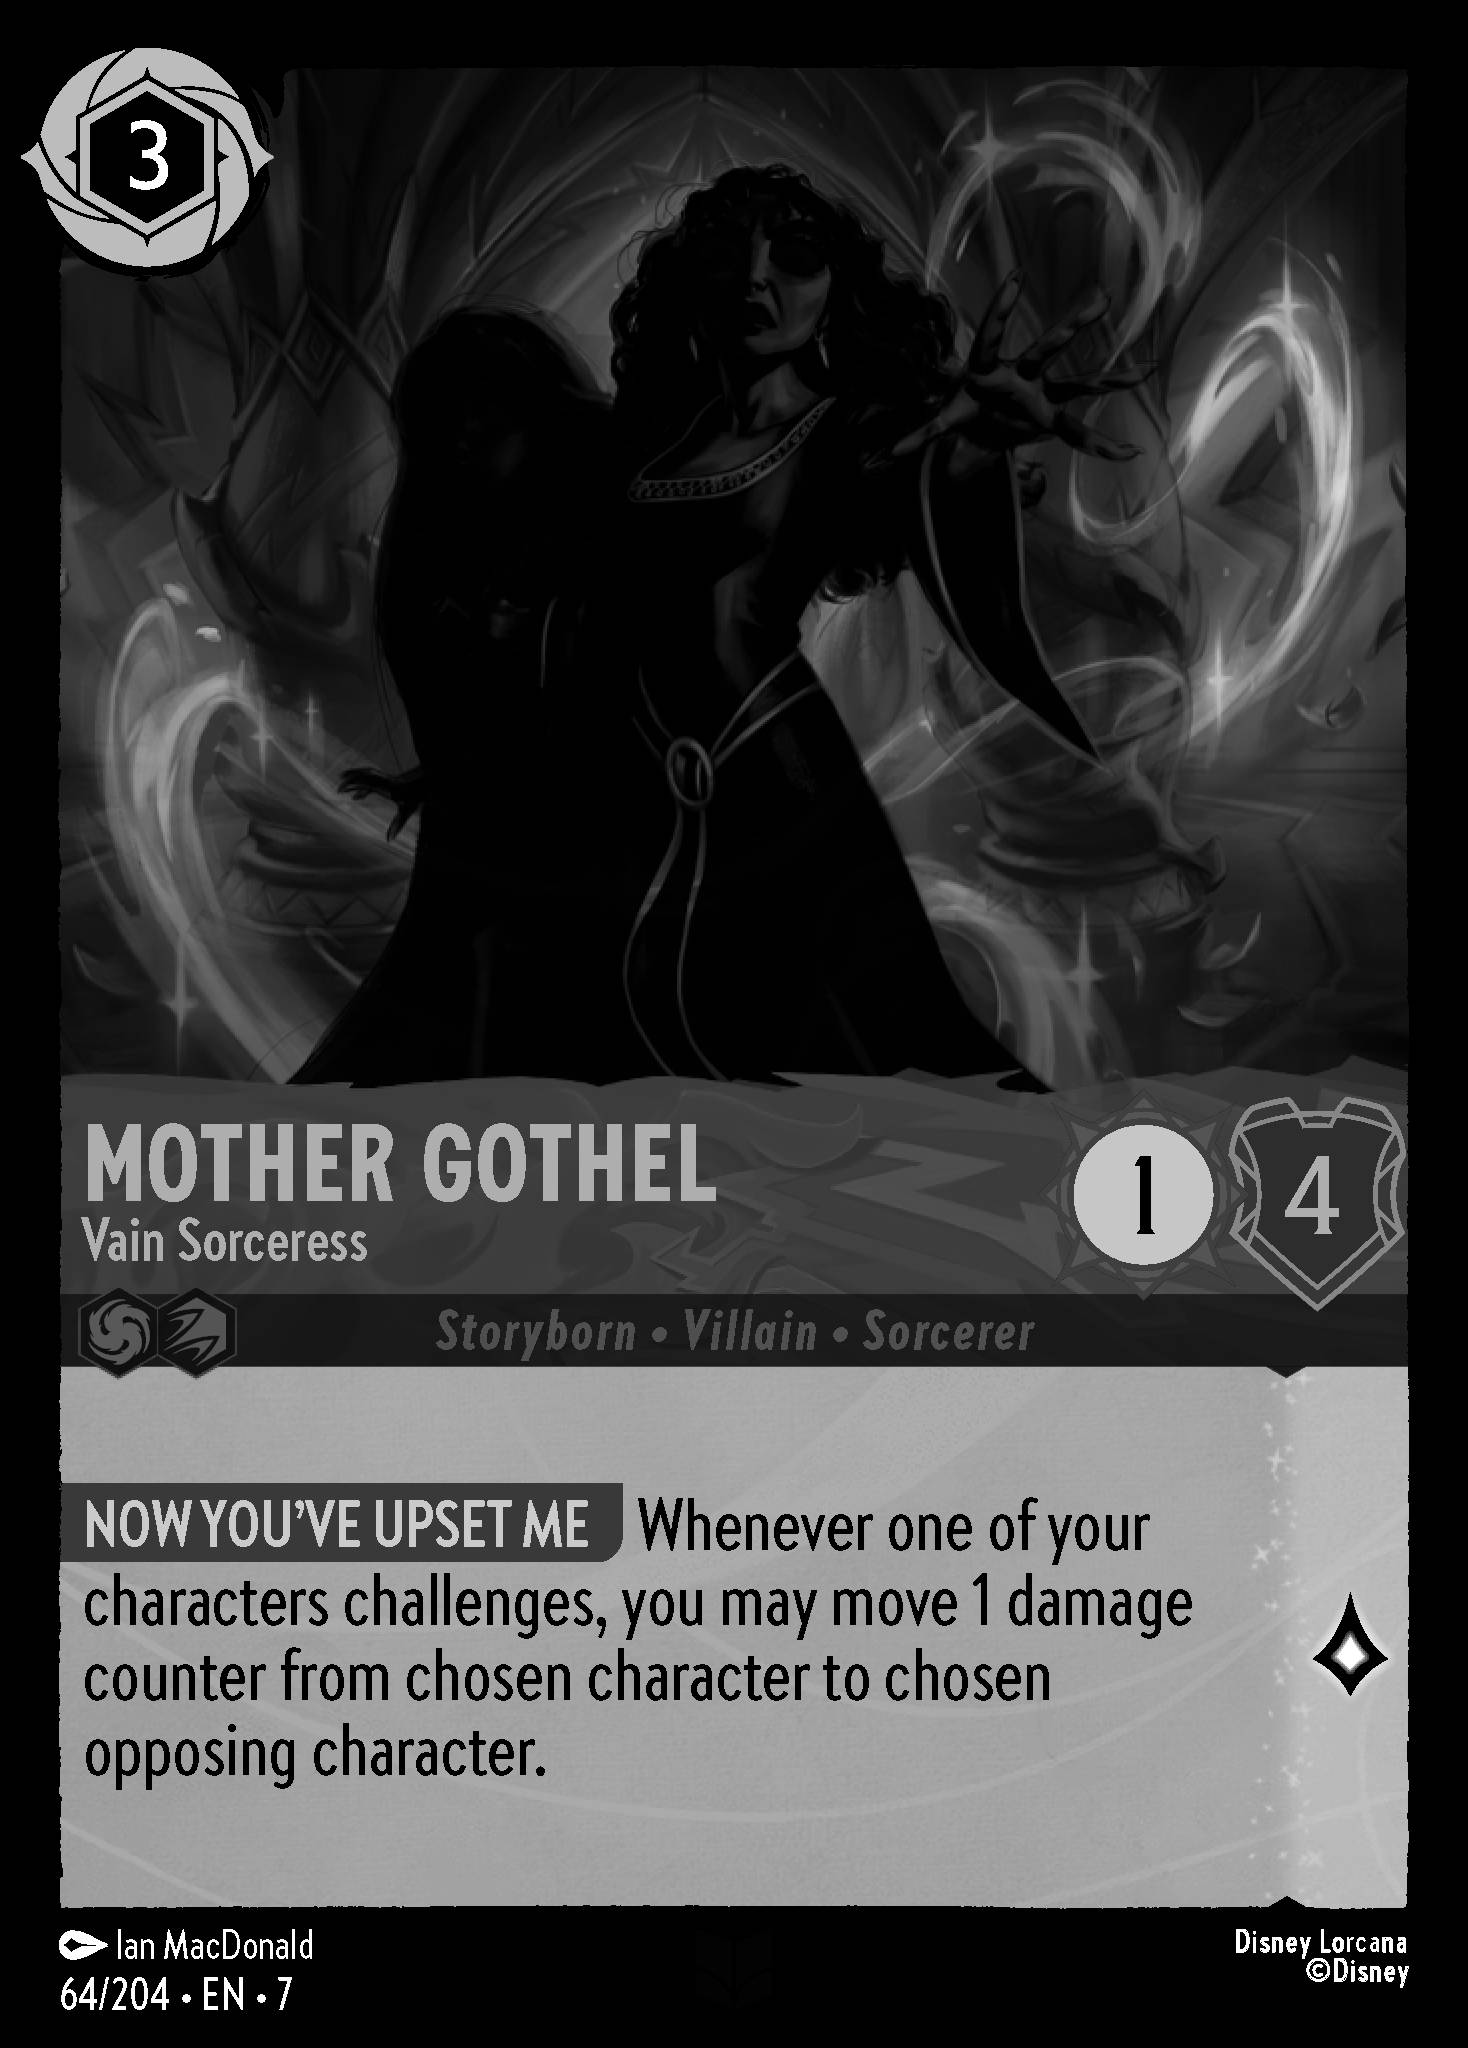 3
MOTHER GOTHEL
Vain Sorceress
1
4
Storyborn • Villain • Sorcerer
NOW YOU'VE UPSET ME Whenever one of your
characters challenges, you may move 1 damage
counter from chosen character to chosen
opposing character.
Ian MacDonald
64/204 • EN • 7
Disney Lorcana
©Disney